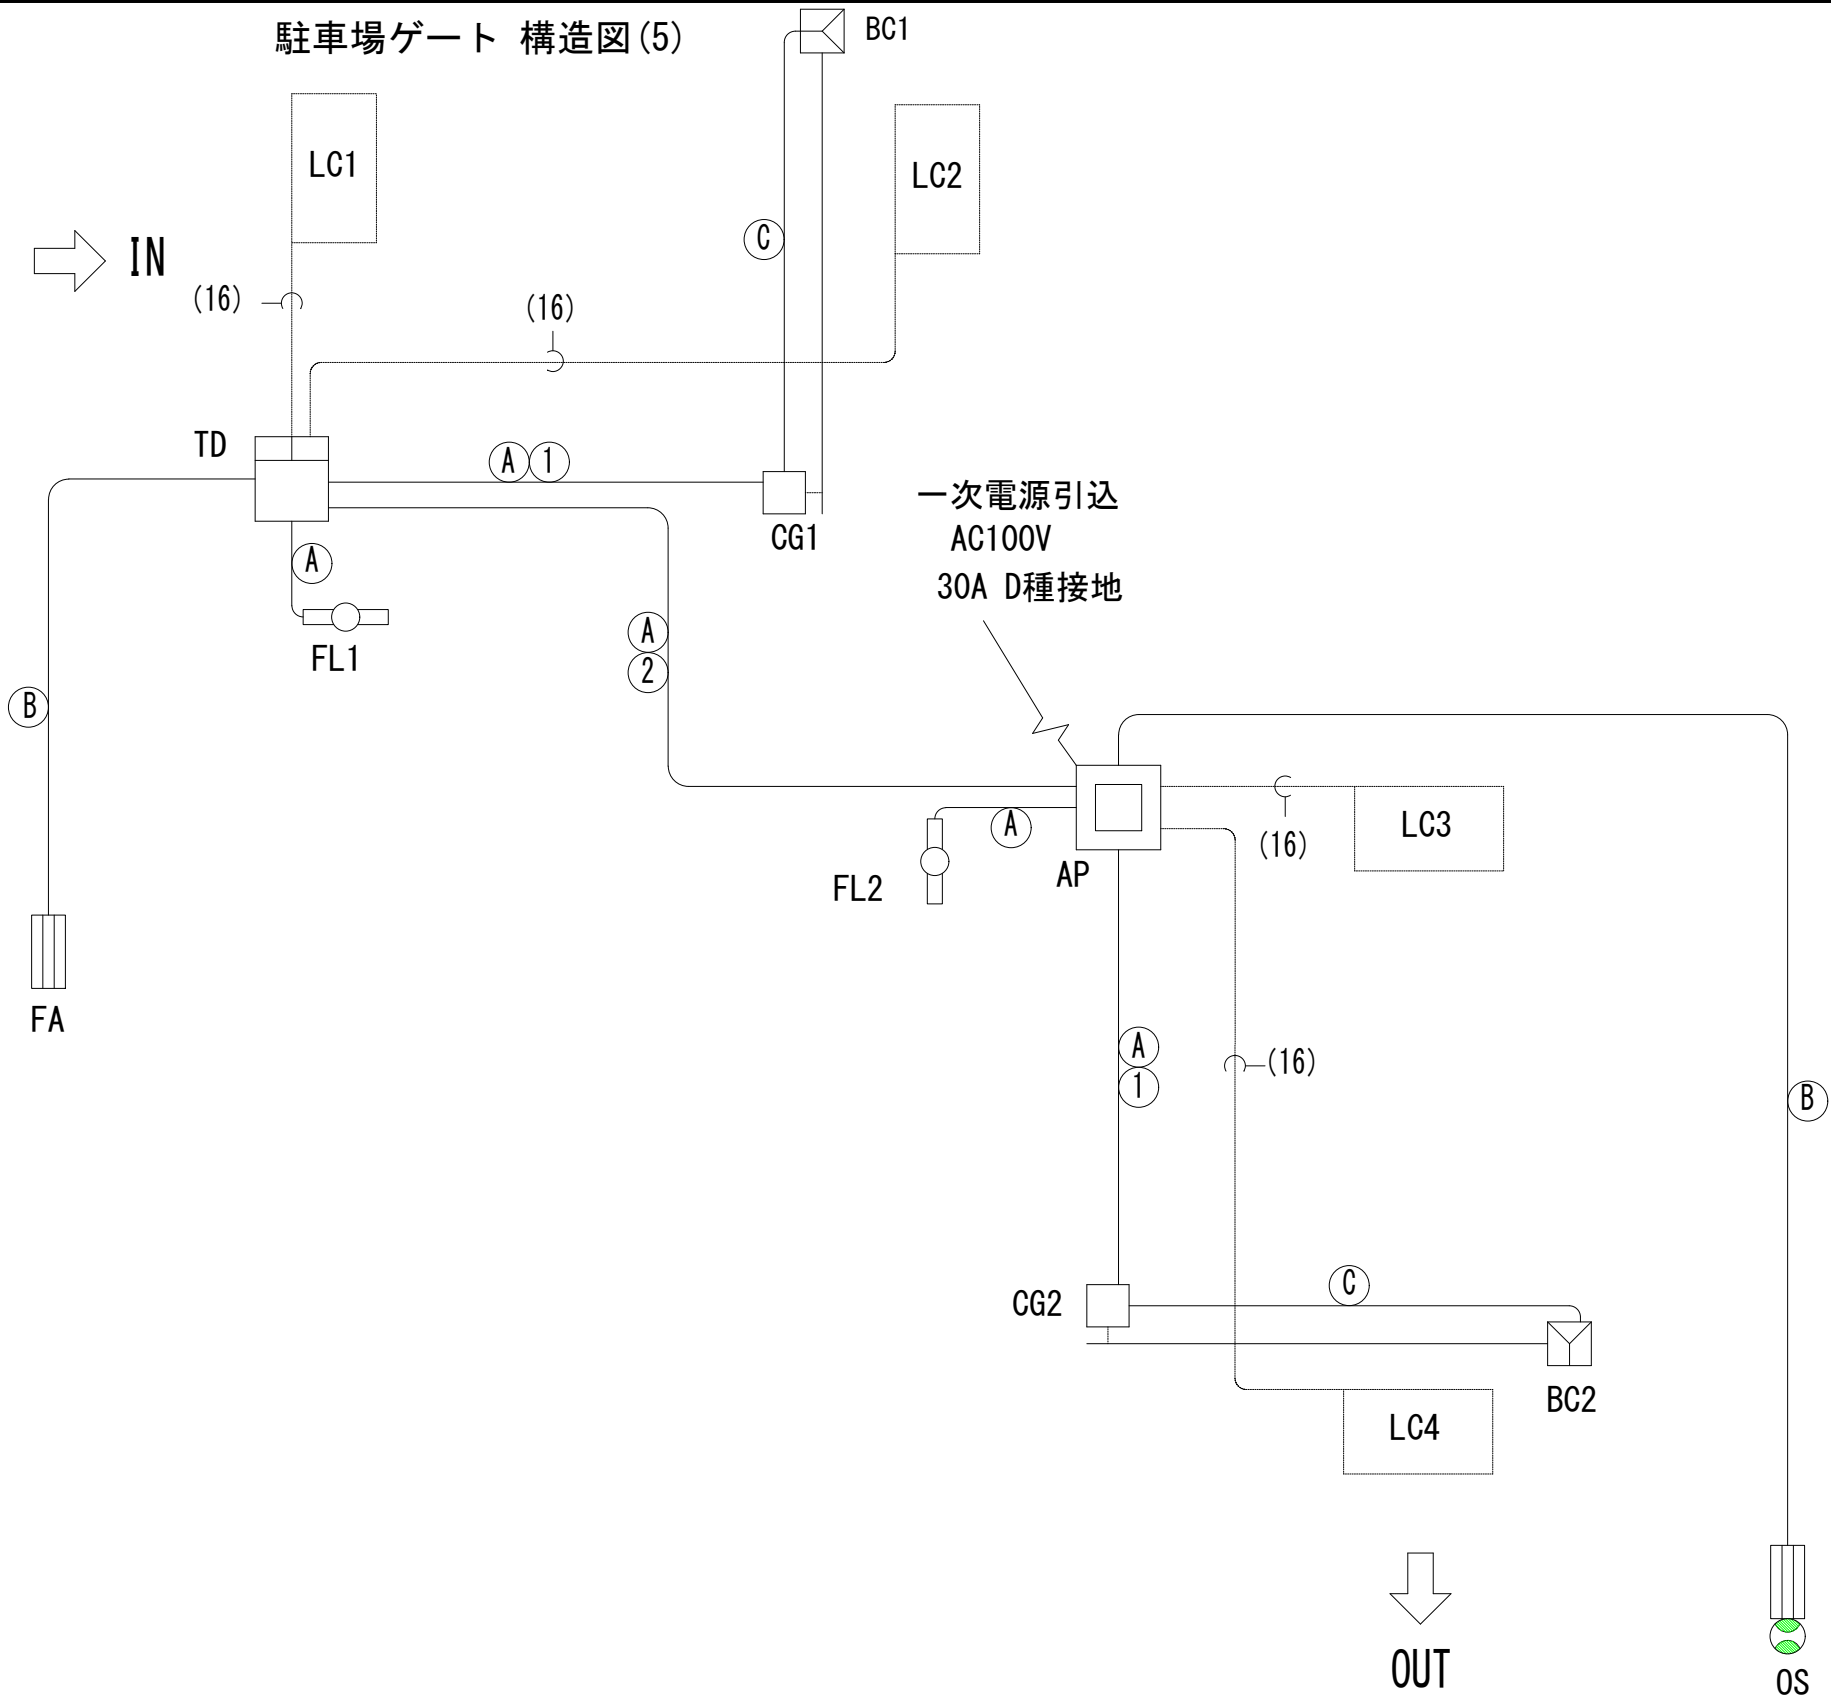 駐車場ゲート 構造図(5)
BC1
LC1
LC2
C
IN
(16)
(16)
TD
A 1
CG1
一次電源引込
AC100V
30A D種接地
A
FL1
A
2
B
LC3
A
(16)
AP
FL2
FA
A
1
(16)
B
CG2
C
BC2
LC4
OUT
OS